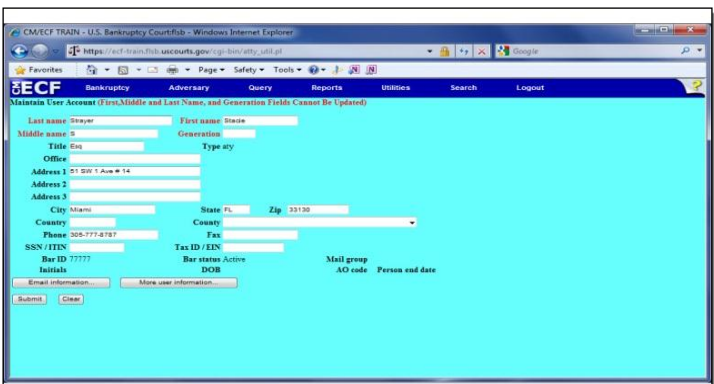 CM/ECF TRAIN - U.S. Bankruptcy Court:flsb - Windows Internet Explorer
https://ecf-train.flsb.uscourts.gov/cgi-bin/atty_util.pl
Google
Favorites Page Safety Tools
ECF Bankruptcy Adversary Query Reports Utilities Search Logout ?
Maintain User Account (First,Middle and Last Name, and Generation Fields Cannot Be Updated)
Last name Strayer First name Stacie
Middle name S Generation
Title Esq Type aty
Office
Address 1 51 SW 1 Ave # 14
Address 2
Address 3
City Miami State FL Zip 33130
Country County
Phone 305-777-8787 Fax
SSN / ITIN Tax ID / EIN
Bar ID 77777 Bar status Active Mail group
Initials DOB AO code Person end date
Email information... More user information...
Submit Clear